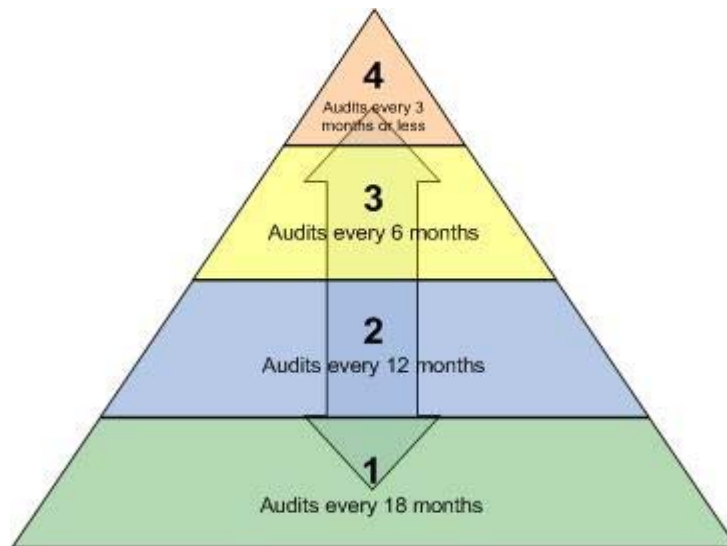 4
Audits every 3
months or less
3
Audits every 6 months
2
Audits every 12 months
1
Audits every 18 months